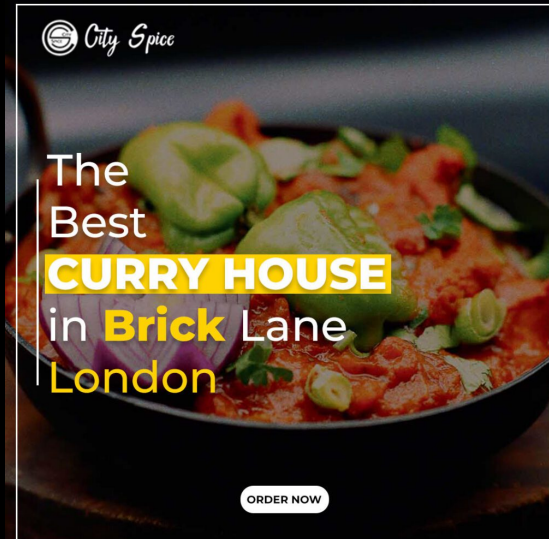 City Spice
The
Best
CURRY HOUSE
in Brick Lane
London
ORDER NOW